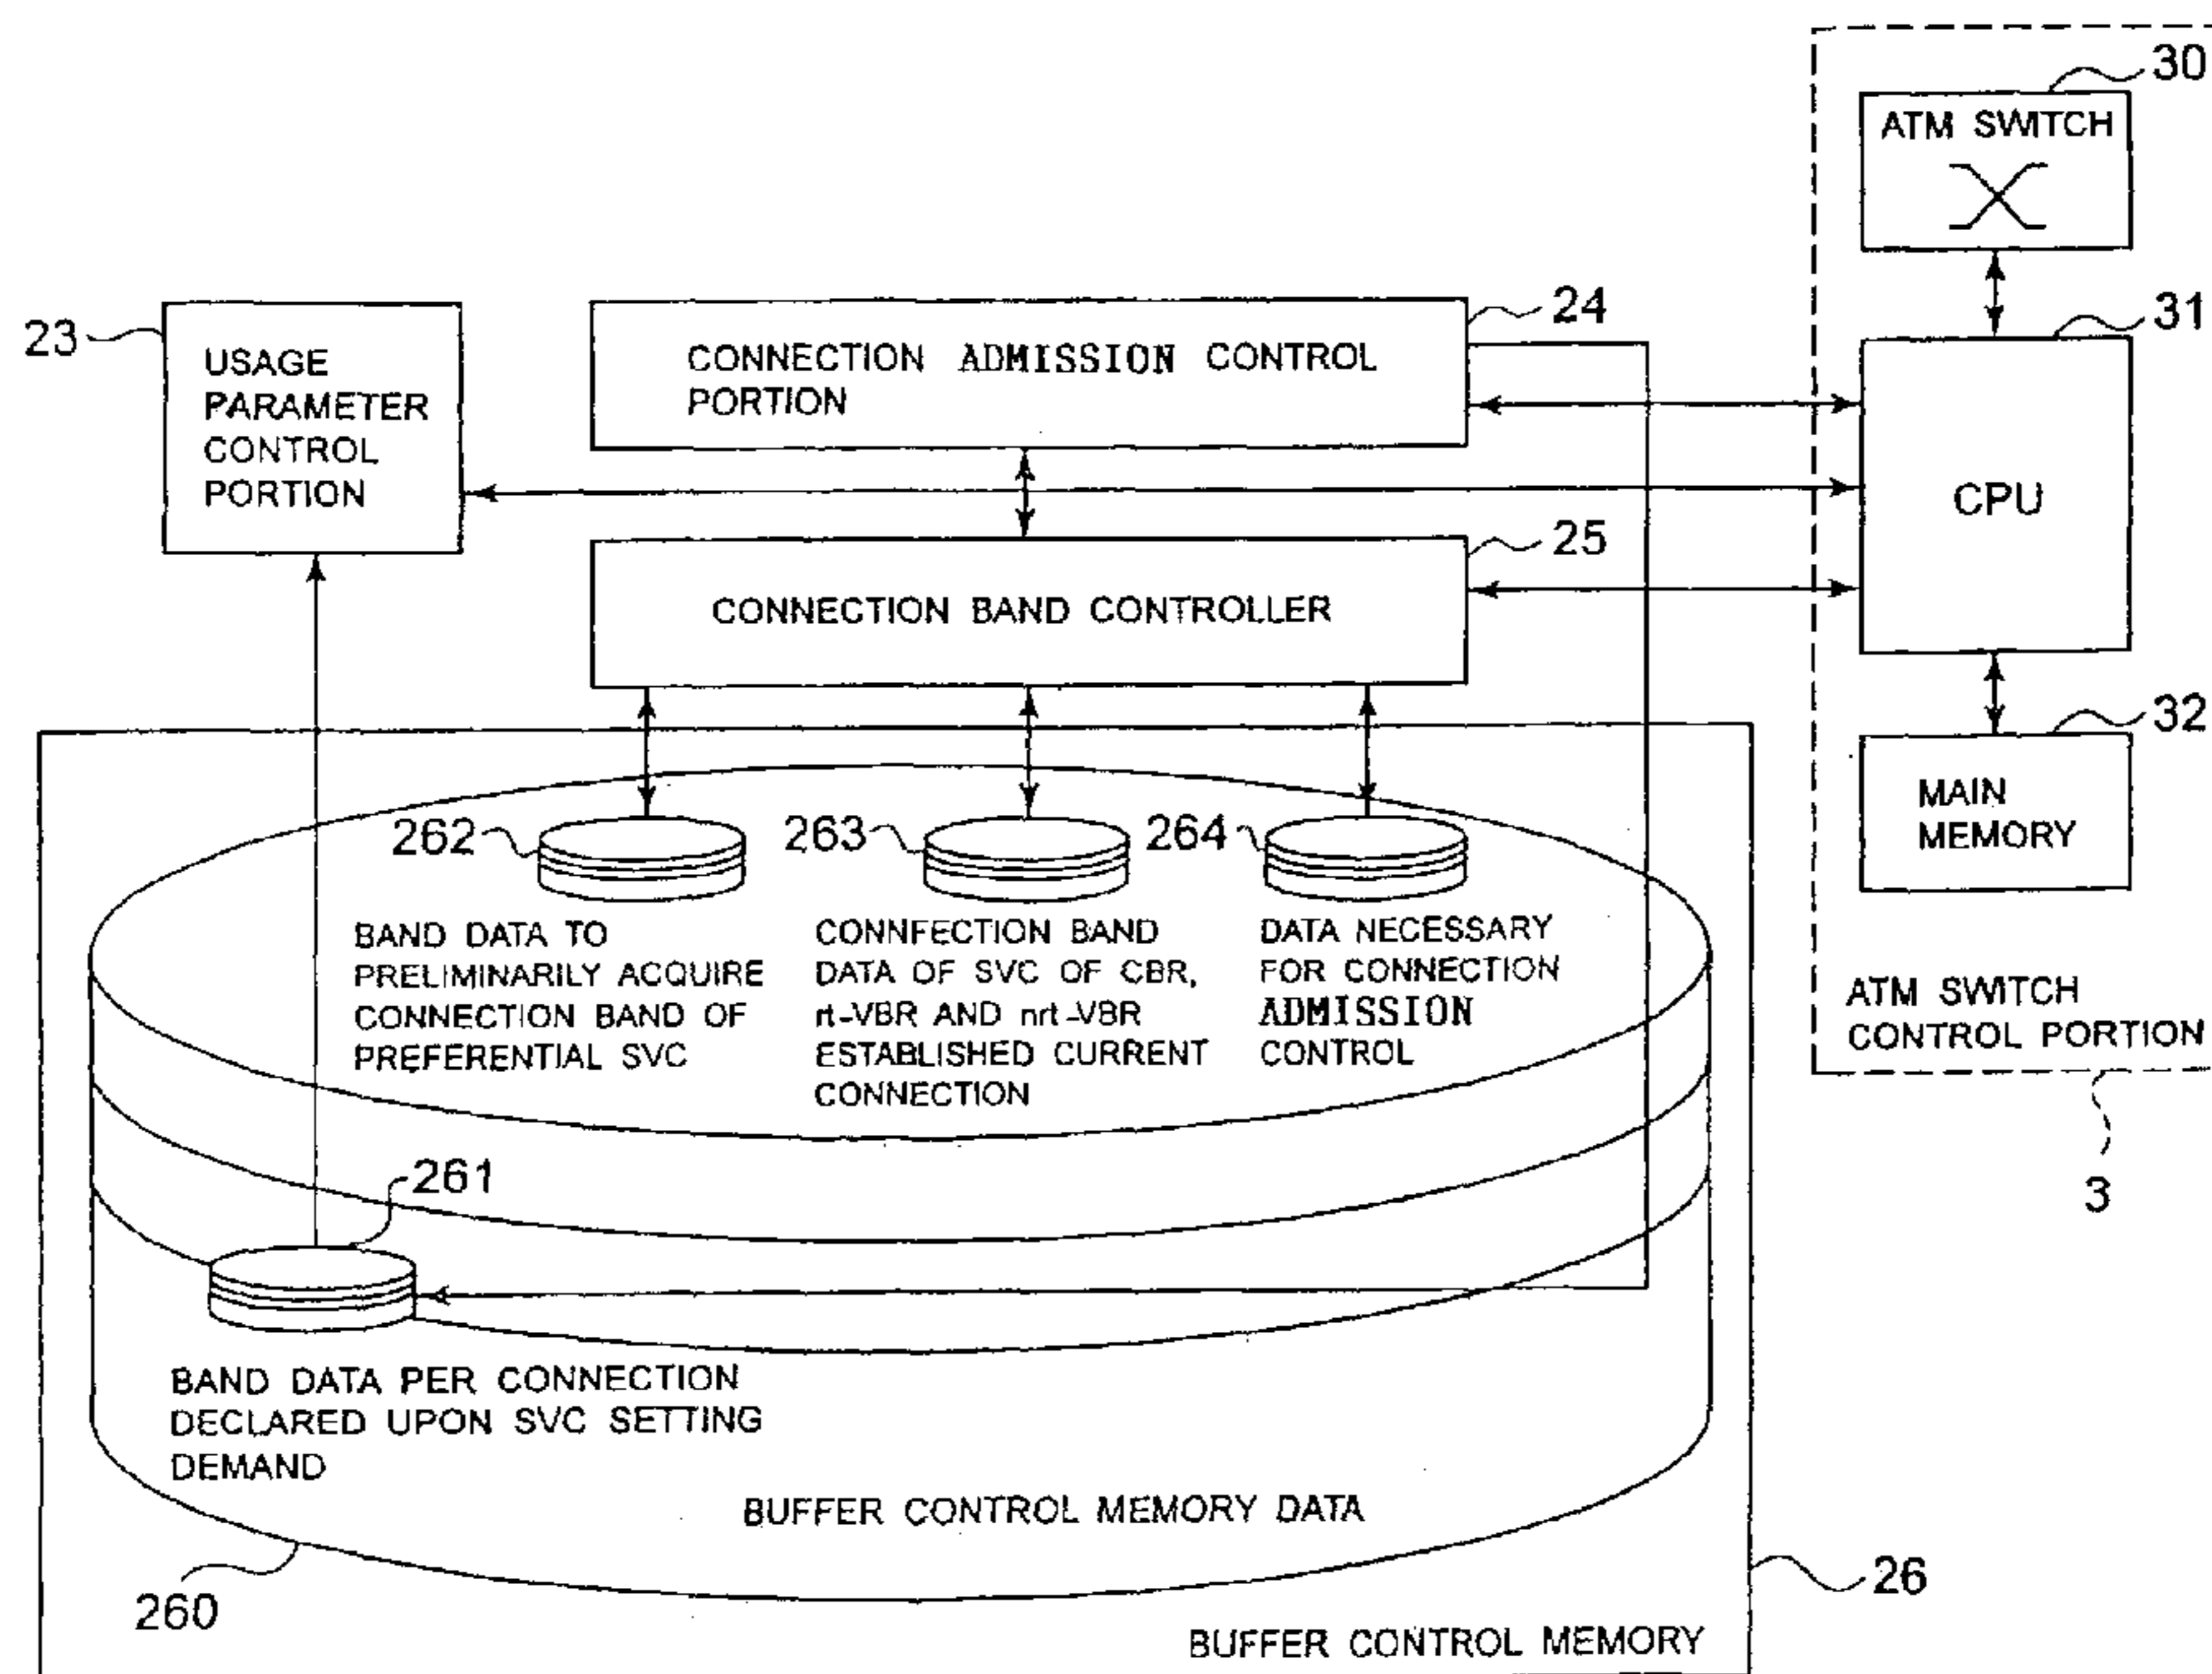 30
ATM SWITCH
31
CPU
32
MAIN
MEMORY
ATM SWITCH
CONTROL PORTION
3
23
USAGE
PARAMETER
CONTROL
PORTION
24
CONNECTION ADMISSION CONTROL
PORTION
25
CONNECTION BAND CONTROLLER
262
263
264
BAND DATA TO
PRELIMINARILY ACQUIRE
CONNECTION BAND OF
PREFERENTIAL SVC
CONNFECTION BAND
DATA OF SVC OF CBR,
rt-VBR AND nrt-VBR
ESTABLISHED CURRENT
CONNECTION
DATA NECESSARY
FOR CONNECTION
ADMISSION
CONTROL
261
BAND DATA PER CONNECTION
DECLARED UPON SVC SETTING
DEMAND
BUFFER CONTROL MEMORY DATA
260
26
BUFFER CONTROL MEMORY